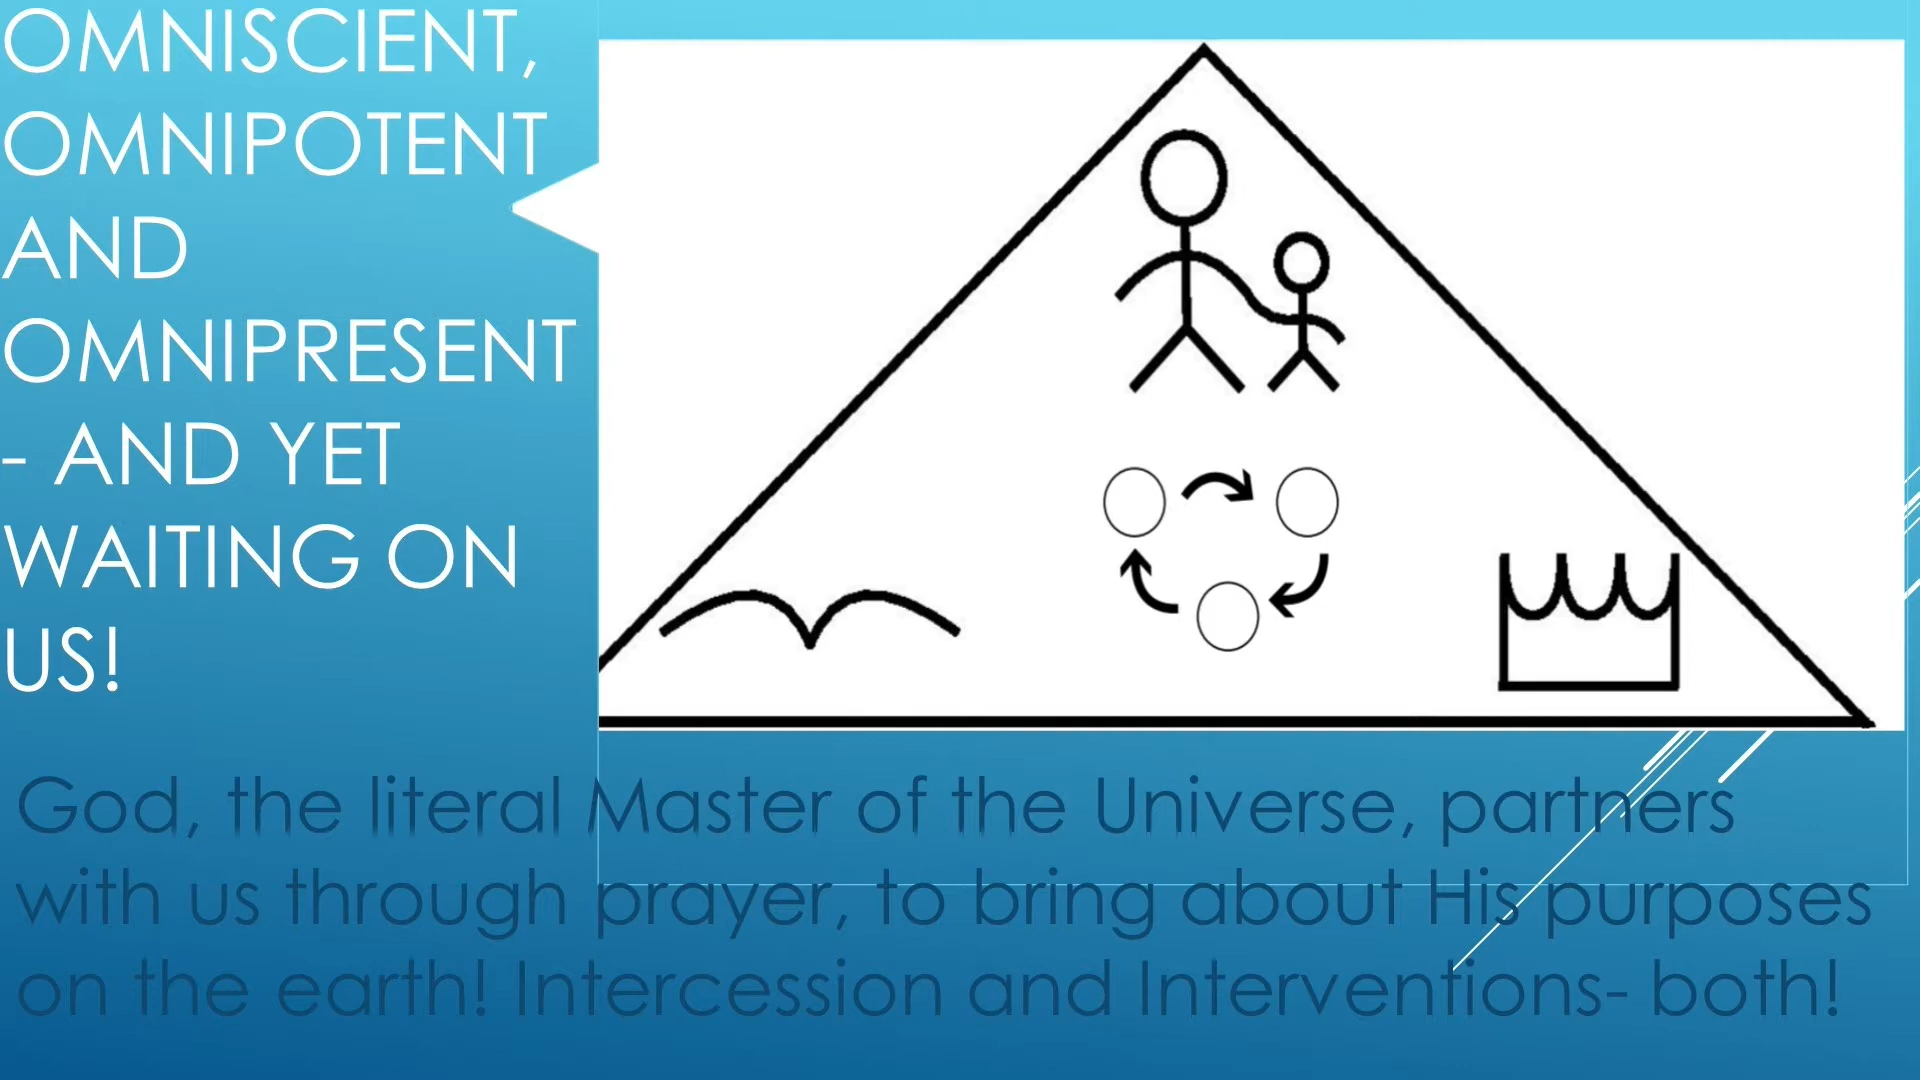 OMNISCIENT,
OMNIPOTENT
AND
OMNIPRESENT
- AND YET
WAITING ON
US!
God, the literal Master of the Universe, partners
with us through prayer, to bring about His purposes
on the earth! Intercession and Interventions- both!